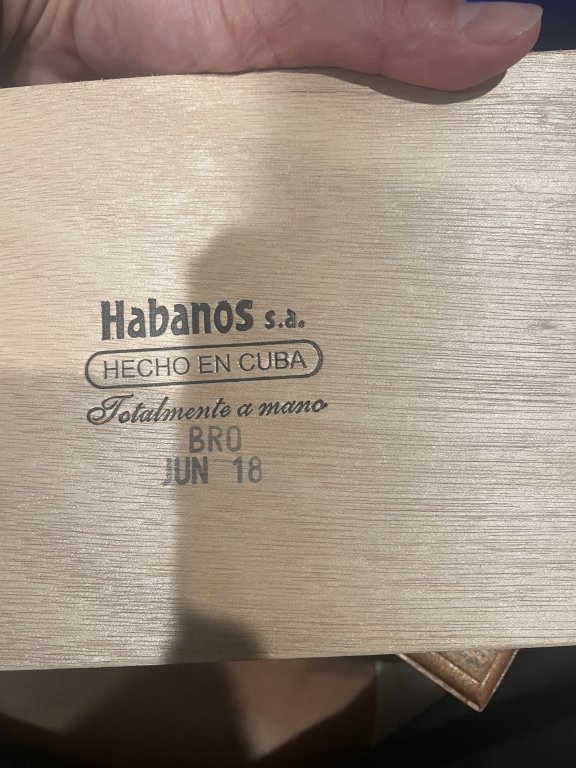 Habanos s.a.
HECHO EN CUBA
Totalmente a mano
BRO
JUN 18